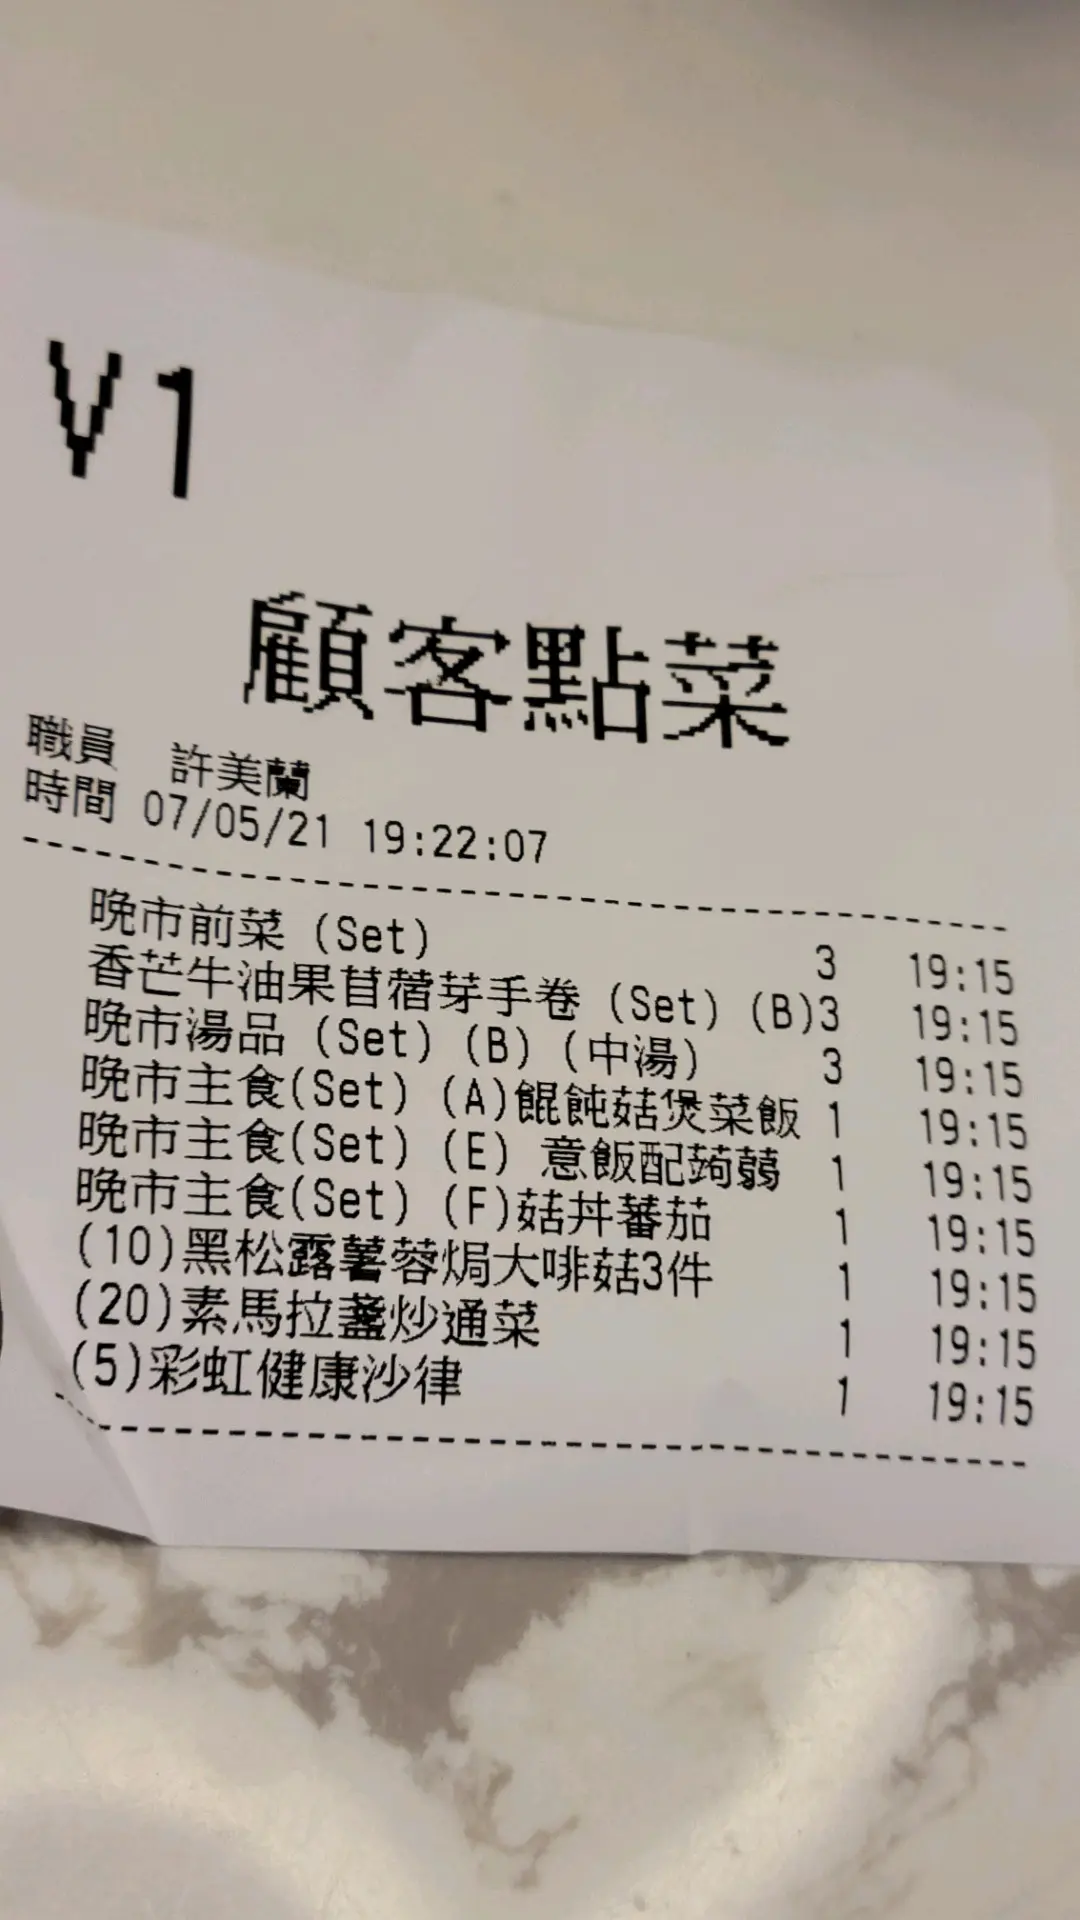 V1
顧客點菜
職員 許美蘭
時間 07/05/21 19:22:07
晚市前菜 (Set) 3 19:15
香芒牛油果苜蓿芽手卷 (Set) (B)3 19:15
晚市湯品 (Set) (B) (中湯) 3 19:15
晚市主食(Set) (A)餛飩菇煲菜飯 1 19:15
晚市主食(Set) (E) 意飯配蒟蒻 1 19:15
晚市主食(Set) (F)菇丼蕃茄 1 19:15
(10)黑松露薯蓉焗大啡菇3件 1 19:15
(20)素馬拉盞炒通菜 1 19:15
(5)彩虹健康沙律 1 19:15